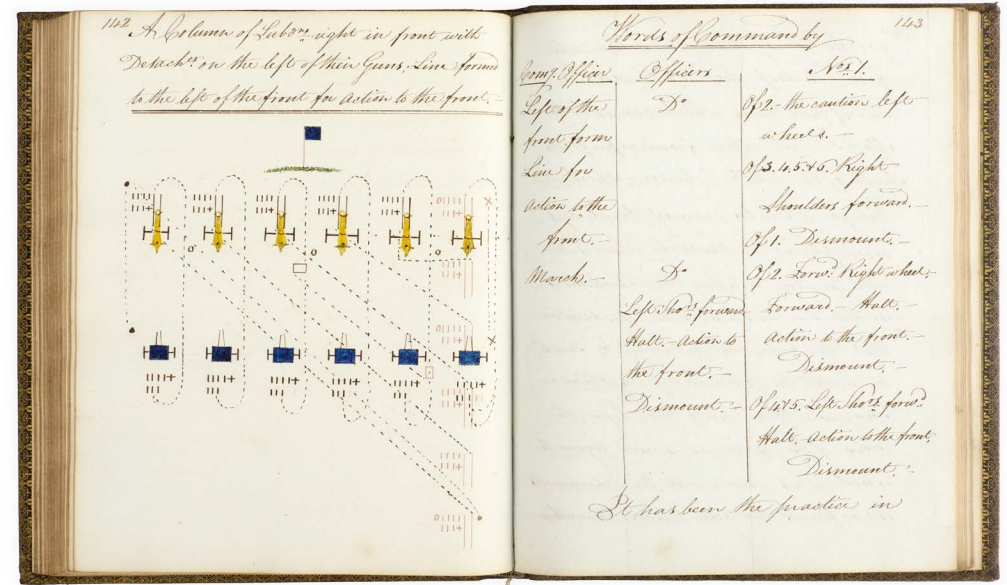 142
A Column of Subdns right in front with
Detachts on the left of their Guns; Line formed
to the left of the front for Action to the front.-
143
Words of Command by
Comg. Officer
Officers
Nos. 1.
Left of the
front form
Line for
action to the
front.-
March.-
Do
Do
Left Shors forward
Halt.- Action to
the front.-
Dismount.-
Of 2.- the caution left
wheels.-
Of 3. 4. 5. & 6. Right
Shoulders forward.-
Of 1. Dismount.-
Of 2. Forwd. Right wheel.-
Forward.- Halt.-
Action to the front.-
Dismount.-
Of 4. & 5. Left Shors. forwd.
Halt.- Action to the front.
Dismount.-
It has been the practice in